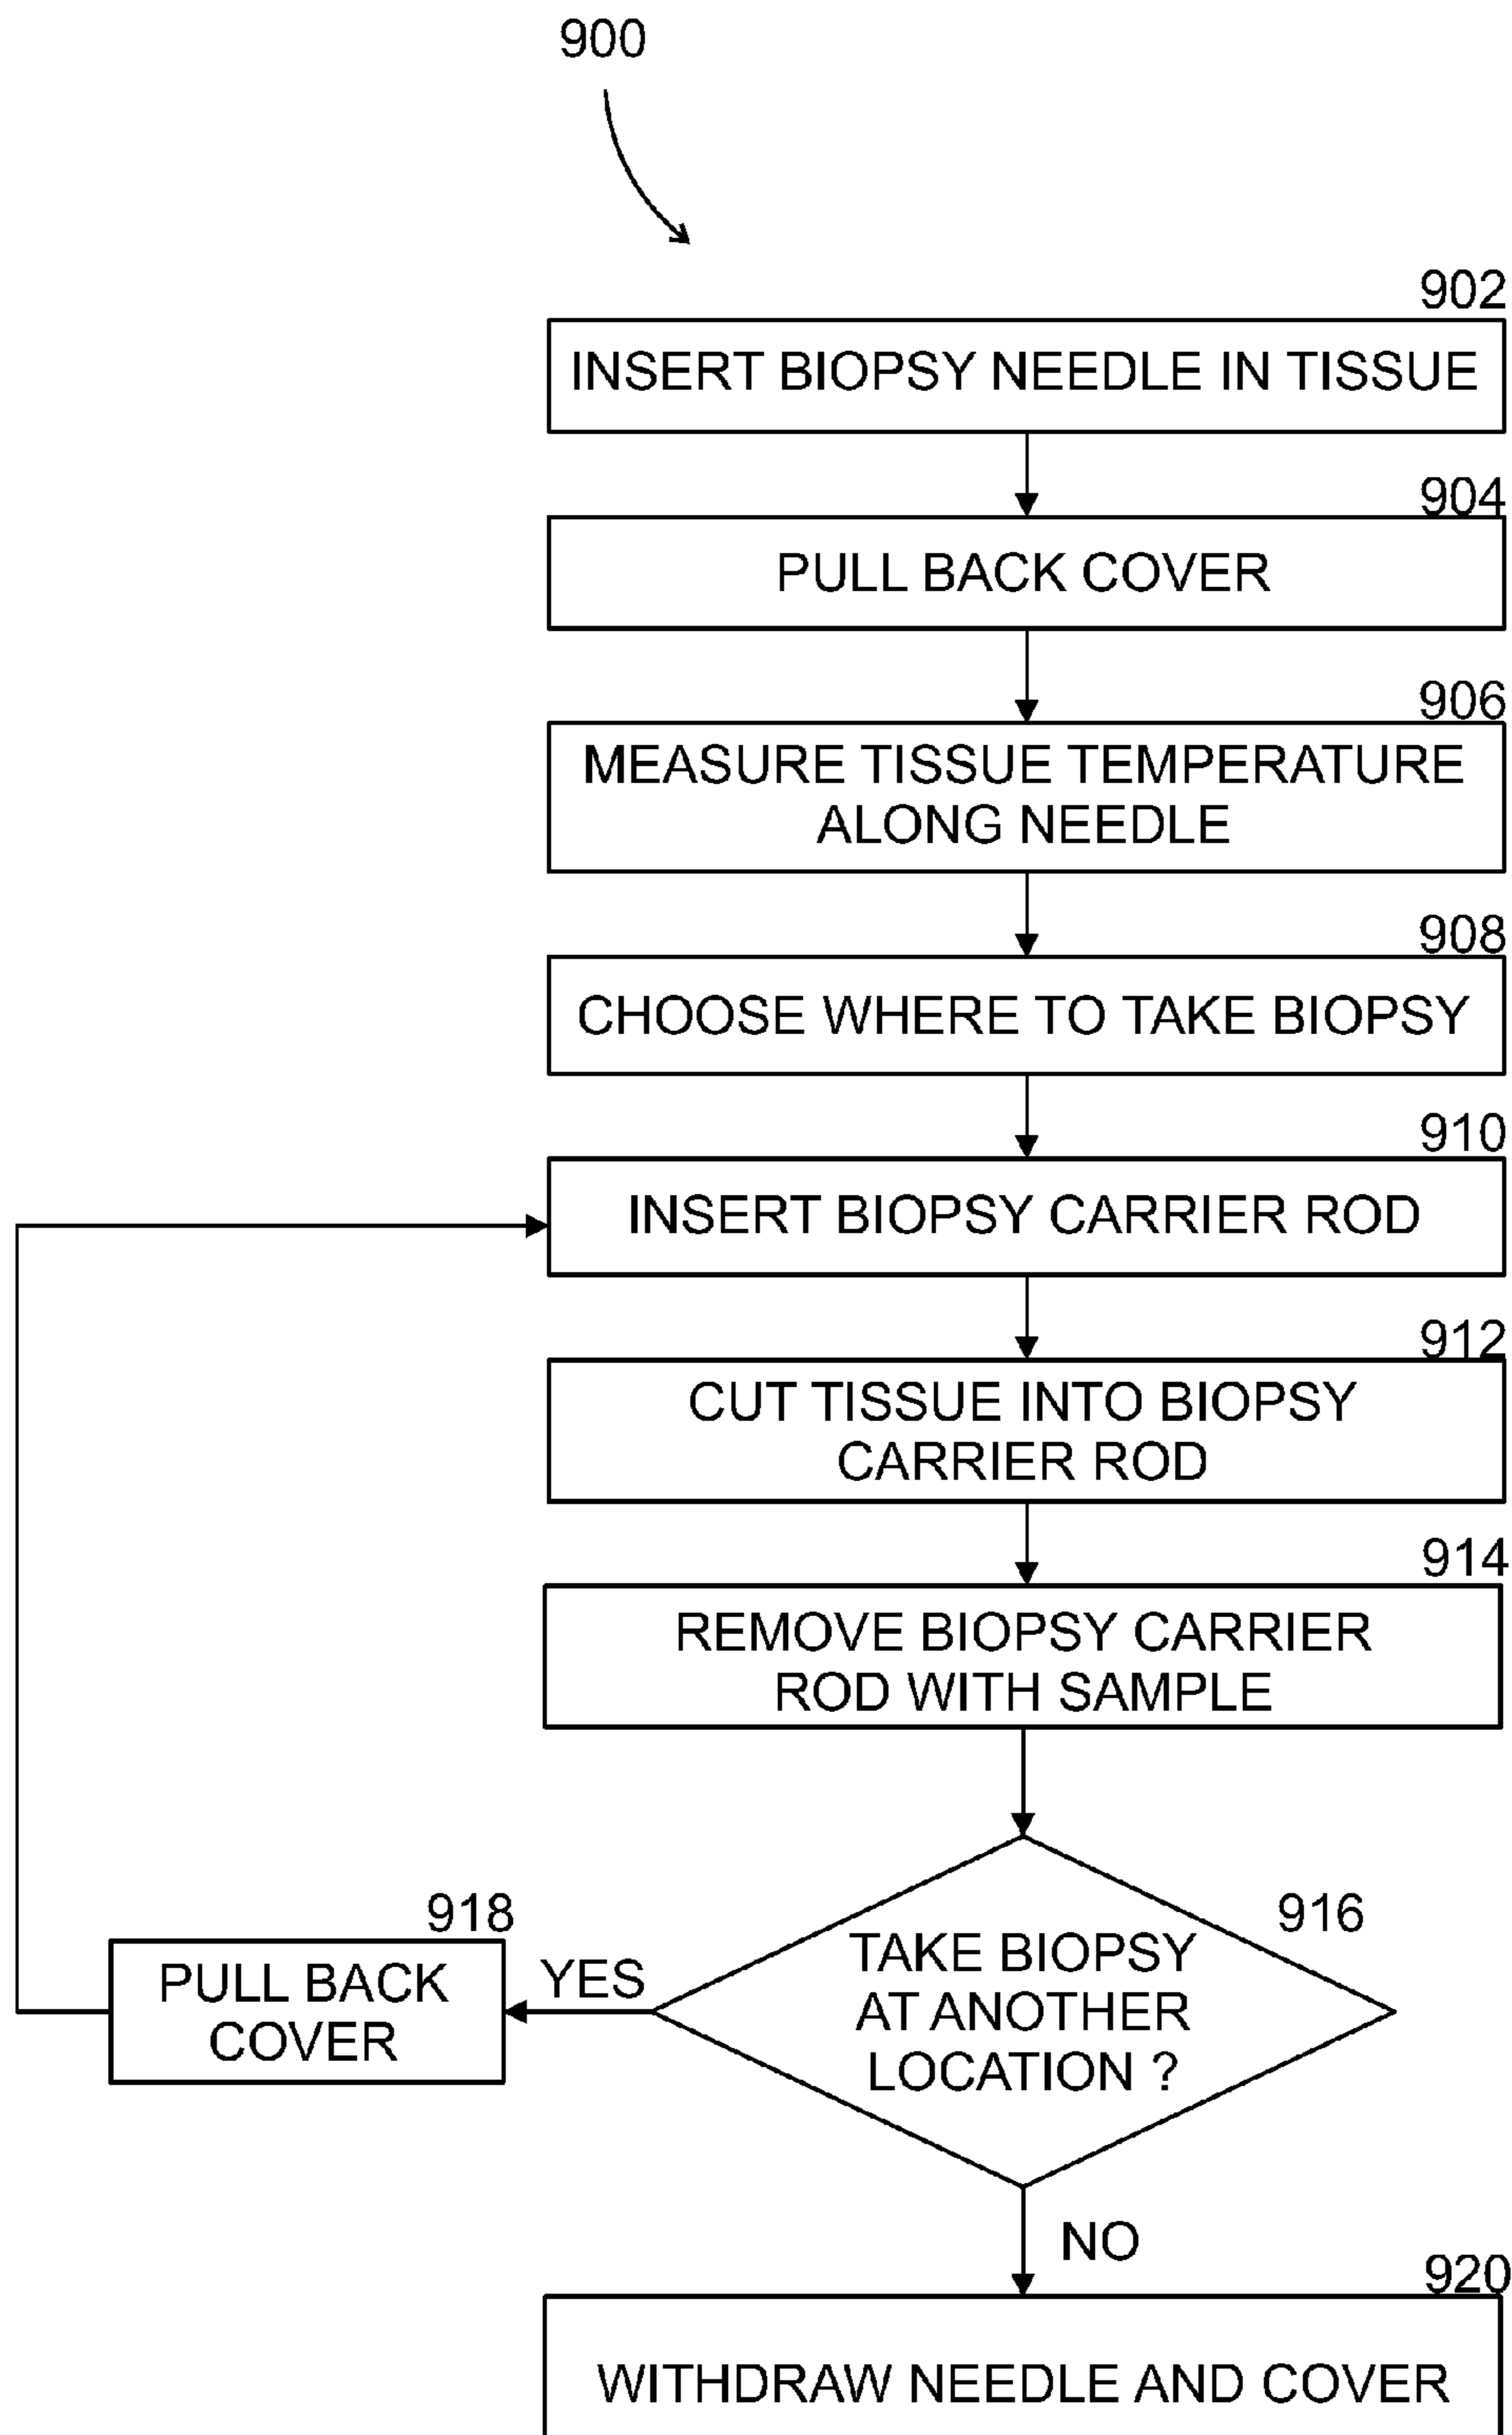 900
902
INSERT BIOPSY NEEDLE IN TISSUE
904
PULL BACK COVER
906
MEASURE TISSUE TEMPERATURE
ALONG NEEDLE
908
CHOOSE WHERE TO TAKE BIOPSY
910
INSERT BIOPSY CARRIER ROD
912
CUT TISSUE INTO BIOPSY
CARRIER ROD
914
REMOVE BIOPSY CARRIER
ROD WITH SAMPLE
916
TAKE BIOPSY
AT ANOTHER
LOCATION ?
YES
918
PULL BACK
COVER
NO
920
WITHDRAW NEEDLE AND COVER